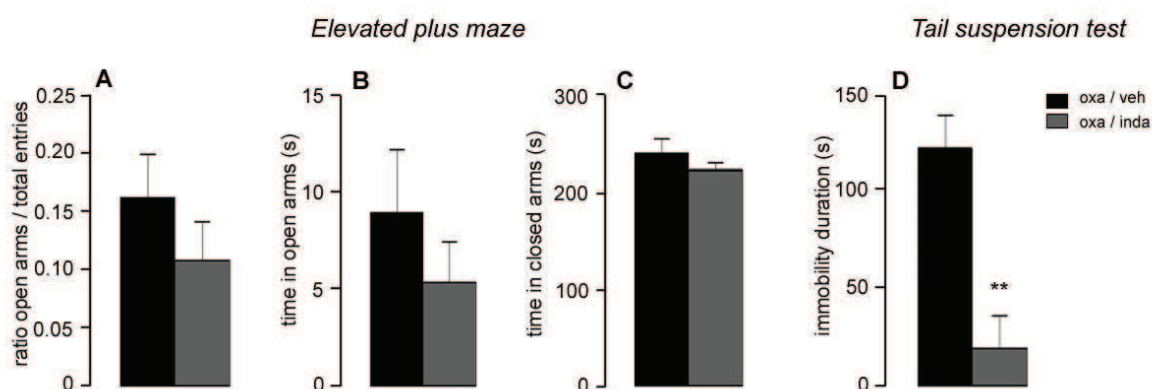 Elevated plus maze
Tail suspension test
A
ratio open arms / total entries
0.25
0.20
0.15
0.10
0.05
0
B
time in open arms (s)
15
10
5
0
C
time in closed arms (s)
300
200
100
0
D
immobility duration (s)
150
100
50
0
**
oxa / veh
oxa / inda